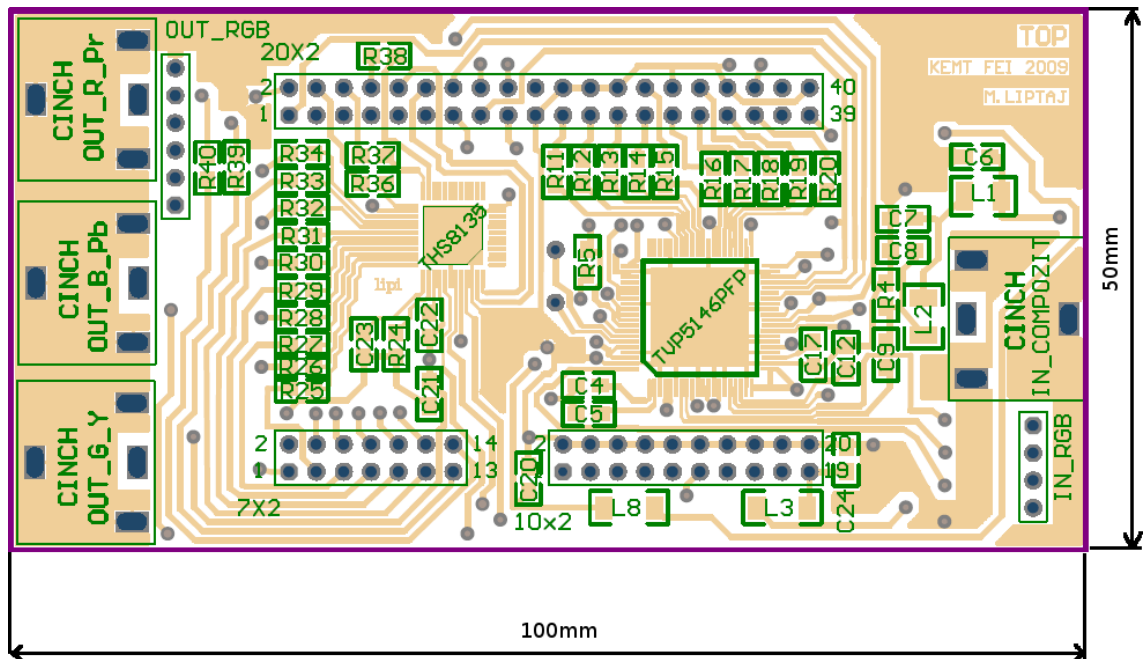 OUT_RGB
TOP
KEMT FEI 2009
M.LIPTAJ
CINCH
OUT_R_Pr
20X2
R38
2
40
1
39
R40
R39
R34
R33
R32
R31
R30
R29
R28
R27
R26
R25
R37
R36
THS8135
lipi
R11
R12
R13
R14
R15
R16
R17
R18
R19
R20
C6
L1
C7
C8
CINCH
OUT_B_Pb
R5
TVP5146PFP
R4
L2
C9
C17
C12
CINCH
IN_COMPOZIT
C23
R24
C22
C21
C4
C5
CINCH
OUT_G_Y
2
14
1
13
7X2
C20
2
20
1
19
10x2
L8
L3
C24
IN_RGB
50mm
100mm